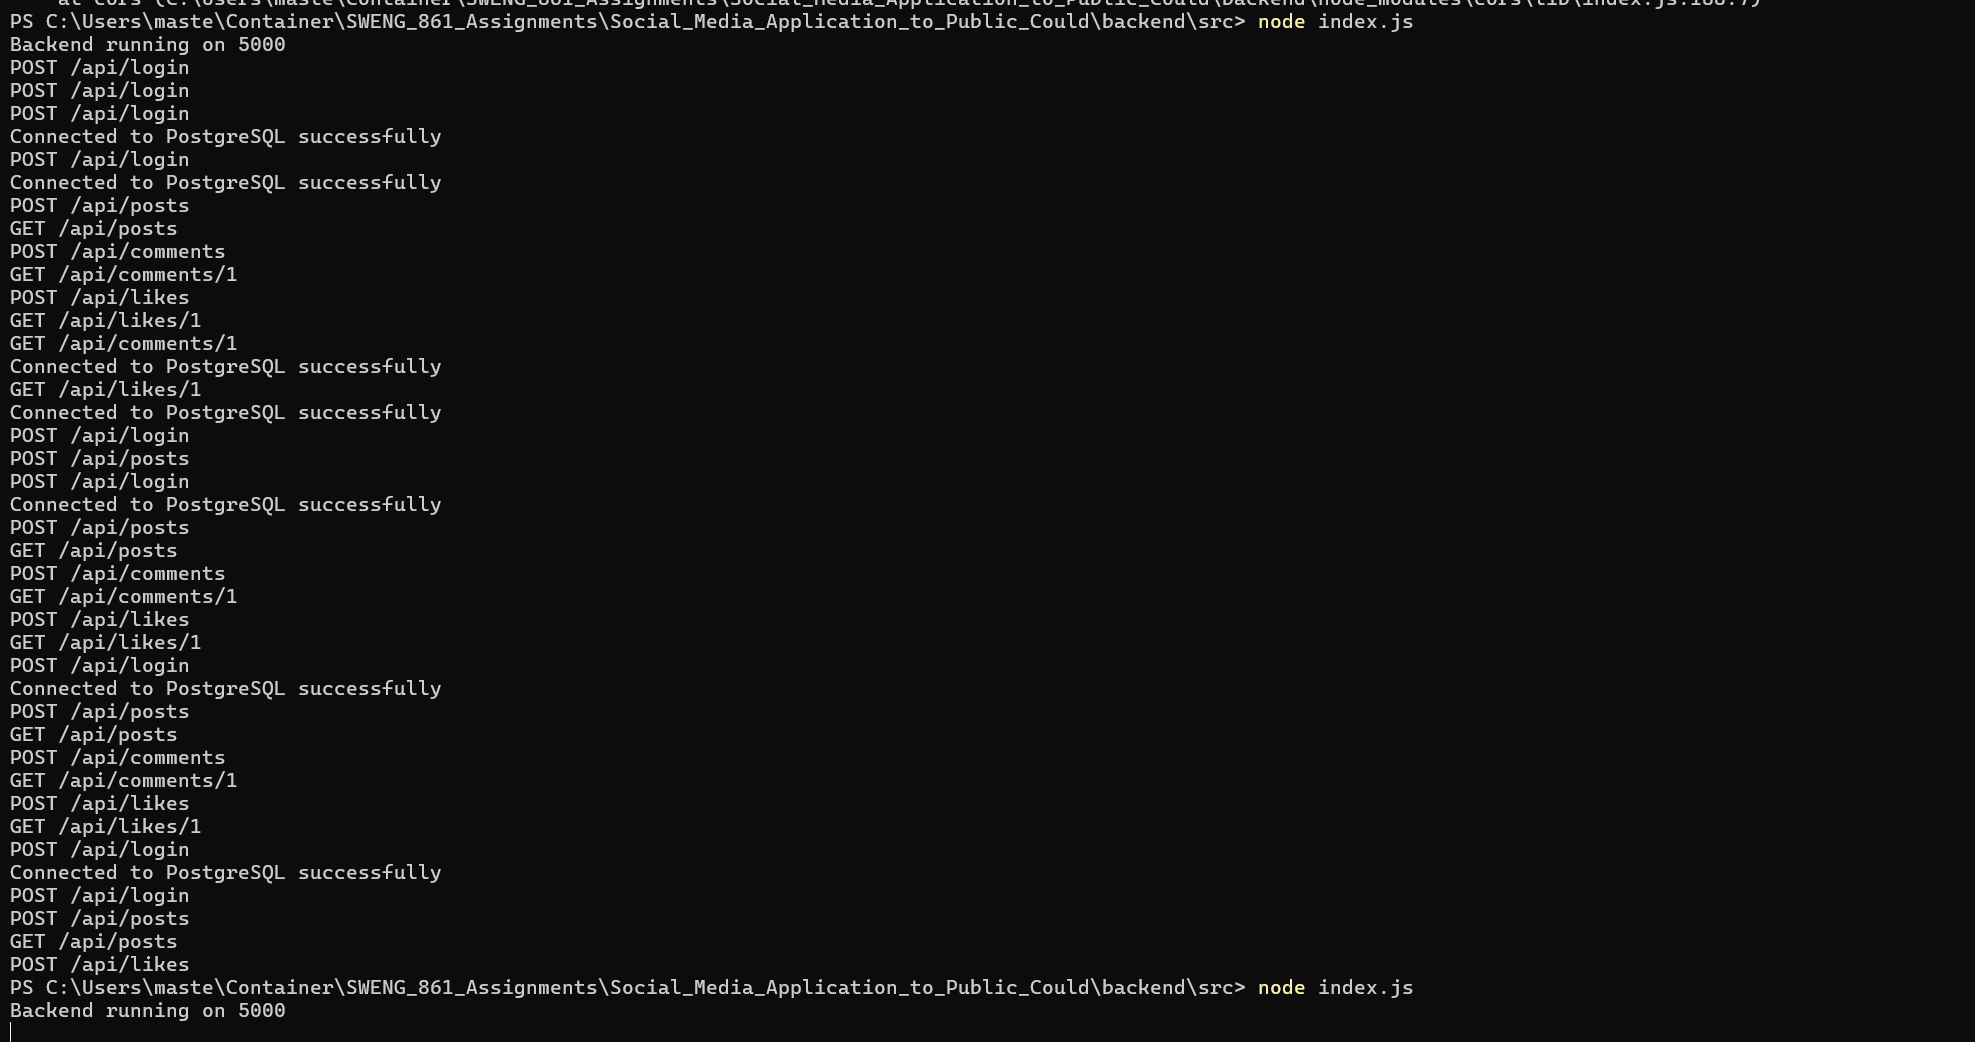 at cors (C:\Users\maste\Container\SWENG_861_Assignments\Social_Media_Application_to_Public_Could\backend\node_modules\cors\lib\index.js:188:7)
PS C:\Users\maste\Container\SWENG_861_Assignments\Social_Media_Application_to_Public_Could\backend\src> node index.js
Backend running on 5000
POST /api/login
POST /api/login
POST /api/login
Connected to PostgreSQL successfully
POST /api/login
Connected to PostgreSQL successfully
POST /api/posts
GET /api/posts
POST /api/comments
GET /api/comments/1
POST /api/likes
GET /api/likes/1
GET /api/comments/1
Connected to PostgreSQL successfully
GET /api/likes/1
Connected to PostgreSQL successfully
POST /api/login
POST /api/posts
POST /api/login
Connected to PostgreSQL successfully
POST /api/posts
GET /api/posts
POST /api/comments
GET /api/comments/1
POST /api/likes
GET /api/likes/1
POST /api/login
Connected to PostgreSQL successfully
POST /api/posts
GET /api/posts
POST /api/comments
GET /api/comments/1
POST /api/likes
GET /api/likes/1
POST /api/login
Connected to PostgreSQL successfully
POST /api/login
POST /api/posts
GET /api/posts
POST /api/likes
PS C:\Users\maste\Container\SWENG_861_Assignments\Social_Media_Application_to_Public_Could\backend\src> node index.js
Backend running on 5000